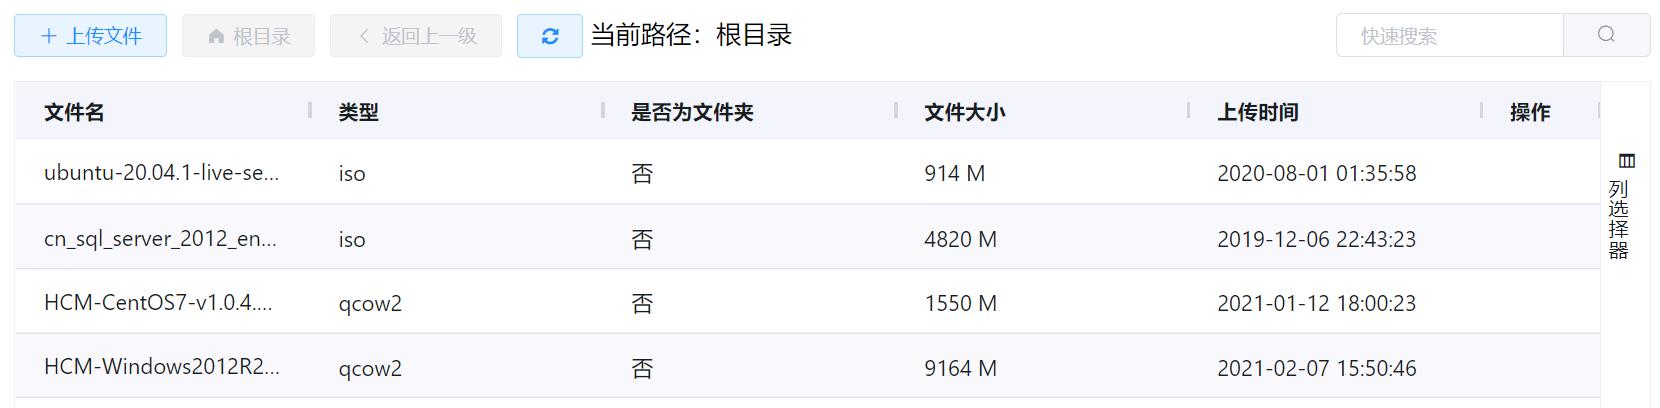 上传文件 根目录 返回上一级 当前路径：根目录 快速搜索
文件名 类型 是否为文件夹 文件大小 上传时间 操作
ubuntu-20.04.1-live-se... iso 否 914 M 2020-08-01 01:35:58
cn_sql_server_2012_en... iso 否 4820 M 2019-12-06 22:43:23
HCM-CentOS7-v1.0.4.... qcow2 否 1550 M 2021-01-12 18:00:23
HCM-Windows2012R2... qcow2 否 9164 M 2021-02-07 15:50:46
列选择器